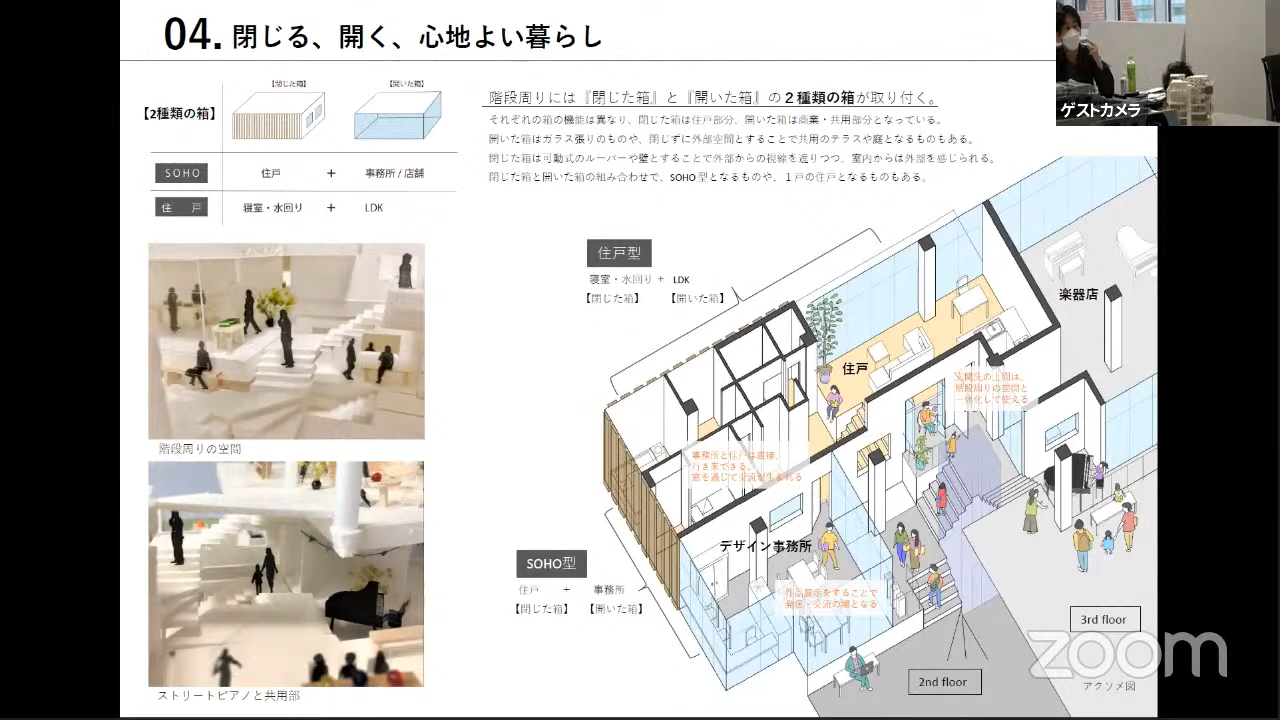 04. 閉じる、開く、心地よい暮らし
ゲストカメラ
【2種類の箱】
【閉じた箱】
【開いた箱】
SOHO
住戸 + 事務所 / 店舗
住 戸
寝室・水回り + LDK
階段周りには『閉じた箱』と『開いた箱』の２種類の箱が取り付く。
それぞれの箱の機能は異なり、閉じた箱は住戸部分、開いた箱は商業・共用部分となっている。
開いた箱はガラス張りのものや、閉じずに外部空間とすることで共用のテラスや庭となるものもある。
閉じた箱は可動式のルーバーや壁とすることで外部からの視線を遮りつつ、室内からは外部を感じられる。
閉じた箱と開いた箱の組み合わせで、SOHO 型となるものや、１戸の住戸となるものもある。
階段周りの空間
ストリートピアノと共用部
住戸型
寝室・水回り + LDK
【閉じた箱】 【開いた箱】
楽器店
住戸
玄関先の土間は、
階段周りの空間と
一体化して使える
事務所と住戸は直接、
行き来できる。
窓を通じて交流が生まれる
デザイン事務所
SOHO型
住戸 + 事務所
【閉じた箱】 【開いた箱】
作品展示をすることで
発信・交流の場となる
3rd floor
2nd floor
アクソメ図
zoom